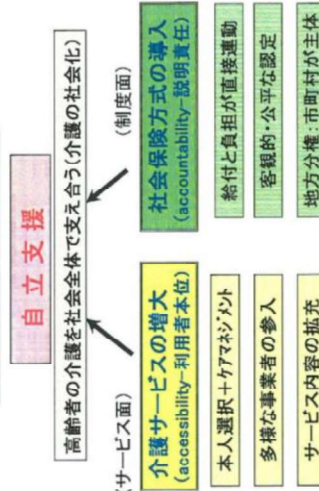 自立支援
高齢者の介護を社会全体で支え合う(介護の社会化)
サービス面)
(制度面)
介護サービスの増大
(accessibility-利用者本位)
社会保険方式の導入
(accountability-説明責任)
本人選択+ケアマネジメント
給付と負担が直接連動
多様な事業者の参入
客観的・公平な認定
サービス内容の拡充
地方分権:市町村が主体